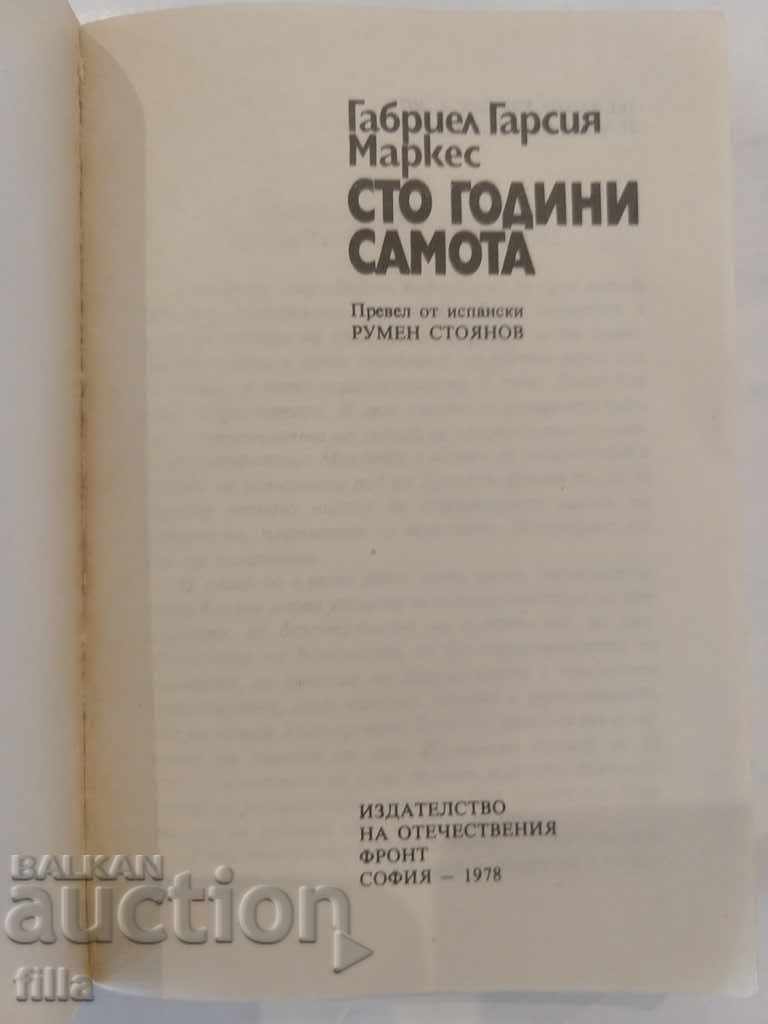 Габриел Гарсия
Маркес
СТО ГОДИНИ
САМОТА
Превел от испански
РУМЕН СТОЯНОВ
ИЗДАТЕЛСТВО
НА ОТЕЧЕСТВЕНИЯ
ФРОНТ
СОФИЯ – 1978
BALKAN
auction
filla